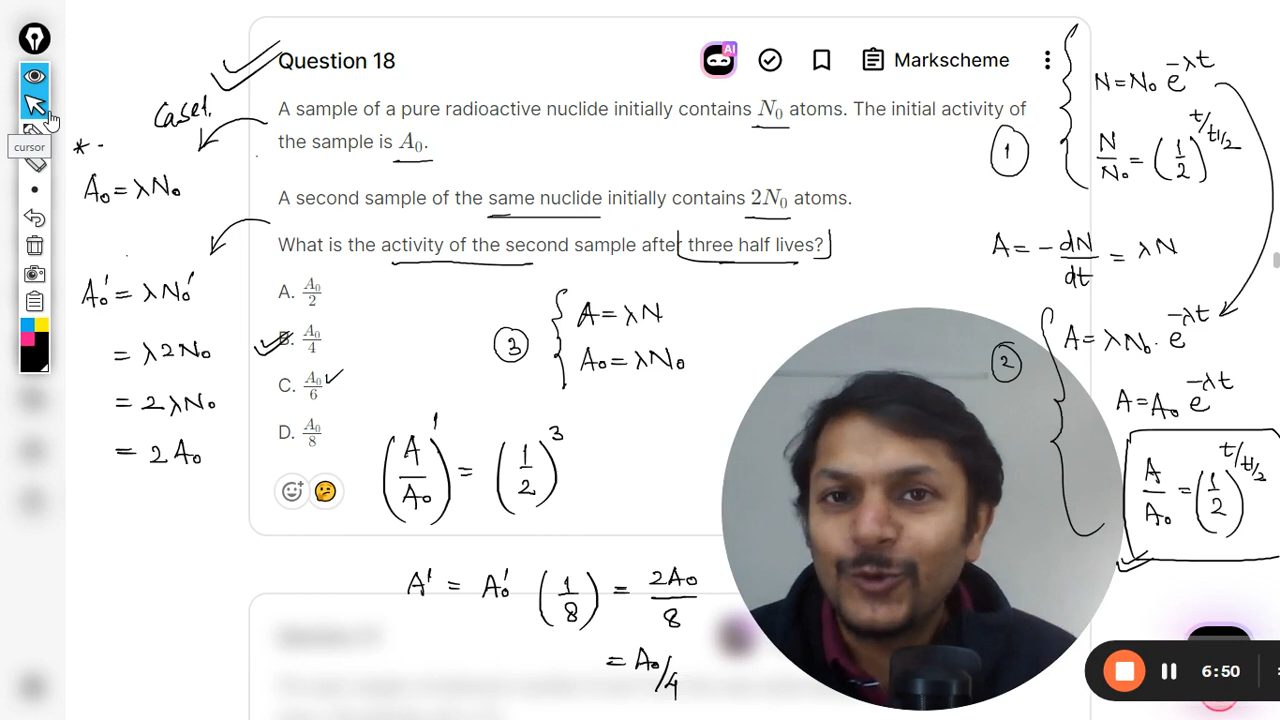 Question 18
AI
Markscheme
A sample of a pure radioactive nuclide initially contains N₀ atoms. The initial activity of
the sample is A₀.
A second sample of the same nuclide initially contains 2N₀ atoms.
What is the activity of the second sample after three half lives?
A. A₀/2
B. A₀/4
C. A₀/6
D. A₀/8
cursor
Case1.
A₀ = λN₀
A₀' = λN₀'
= λ2N₀
= 2λN₀
= 2A₀
3
A = λN
A₀ = λN₀
(A/A₀)' = (1/2)³
A' = A₀' (1/8) = 2A₀/8
= A₀/4
1
N = N₀ e^-λt
N/N₀ = (1/2)^t/t1/2
A = - dN/dt = λN
2
A = λN₀ · e^-λt
A = A₀ e^-λt
A/A₀ = (1/2)^t/t1/2
6:50